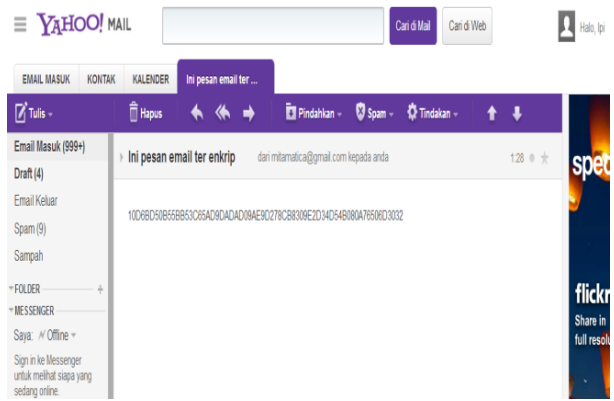 YAHOO! MAIL
Cari di Mail
Cari di Web
Halo, Ipi
EMAIL MASUK KONTAK KALENDER Ini pesan email ter ...
Tulis Hapus Pindahkan Spam Tindakan
Email Masuk (999+)
Ini pesan email ter enkrip dari mitamatica@gmail.com kepada anda 1:28
Draft (4)
Email Keluar
Spam (9)
Sampah
10D6BD50B55BB53C65AD9DADAD09AE9D278CB8309E2D34D54B080A76506D3032
FOLDER
MESSENGER
Saya: Offline
Sign in ke Messenger
untuk melihat siapa yang
sedang online.
spec
flickr
Share in
full resolu